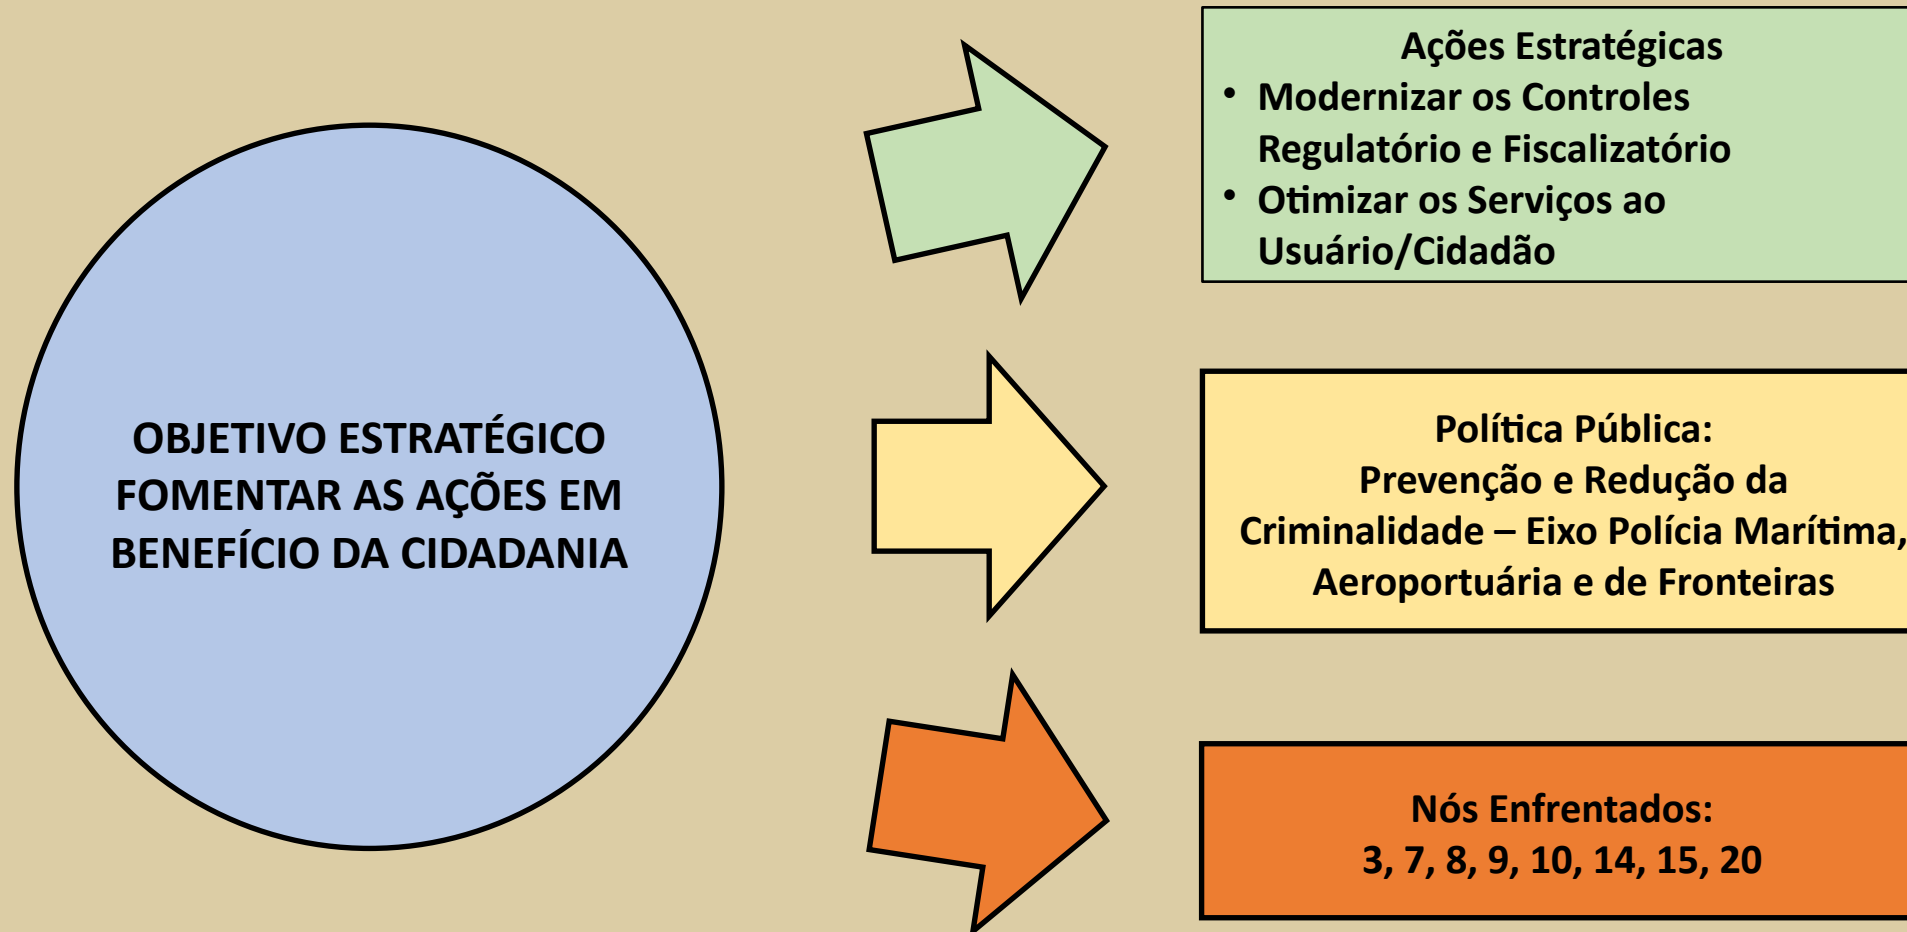 OBJETIVO ESTRATÉGICO
FOMENTAR AS AÇÕES EM
BENEFÍCIO DA CIDADANIA
Ações Estratégicas
• Modernizar os Controles
Regulatório e Fiscalizatório
• Otimizar os Serviços ao
Usuário/Cidadão
Política Pública:
Prevenção e Redução da
Criminalidade – Eixo Polícia Marítima,
Aeroportuária e de Fronteiras
Nós Enfrentados:
3, 7, 8, 9, 10, 14, 15, 20